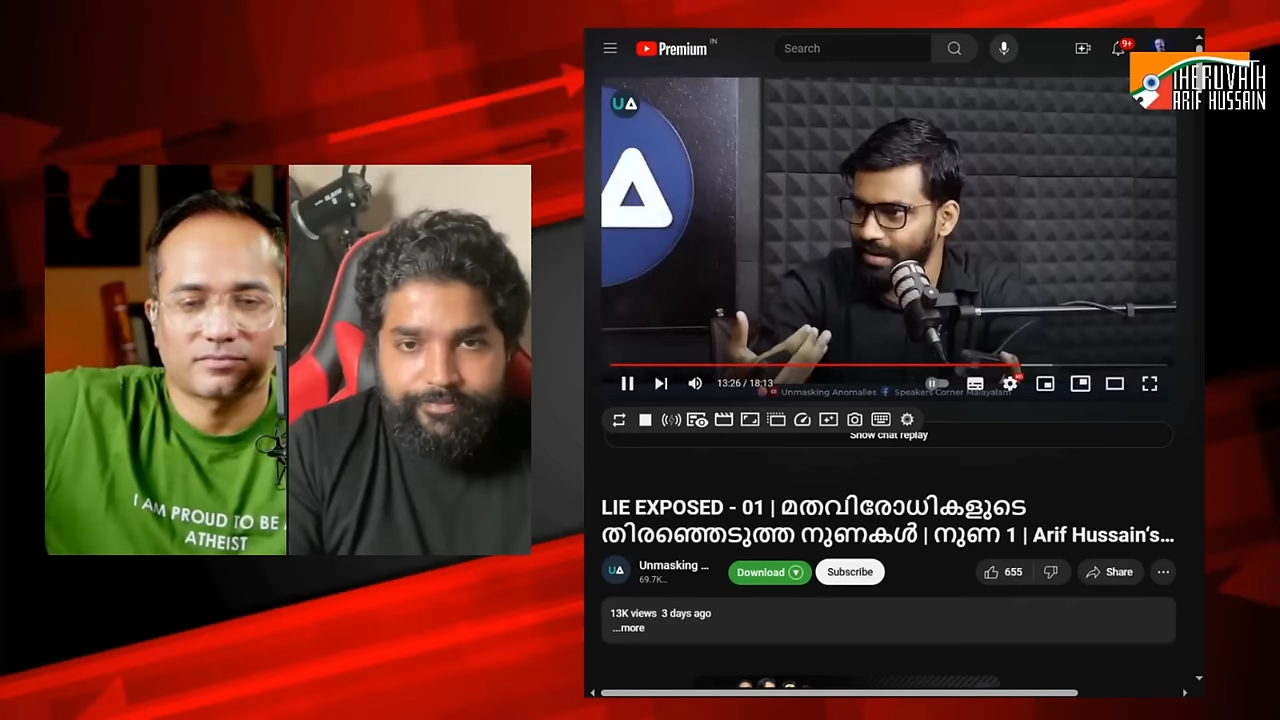 Premium IN
Search
9+
THERUVATH
ARIF HUSSAIN
UA
I AM PROUD TO BE
ATHEIST
13:26 / 18:13
HD
Unmasking Anomalies Speakers Corner Malayalam
Show chat replay
LIE EXPOSED - 01 | മതവിരോധികളുടെ
തിരഞ്ഞെടുത്ത നുണകൾ | നുണ 1 | Arif Hussain‘s...
UA
Unmasking ...
69.7K...
Download
Subscribe
655
Share
13K views 3 days ago
...more